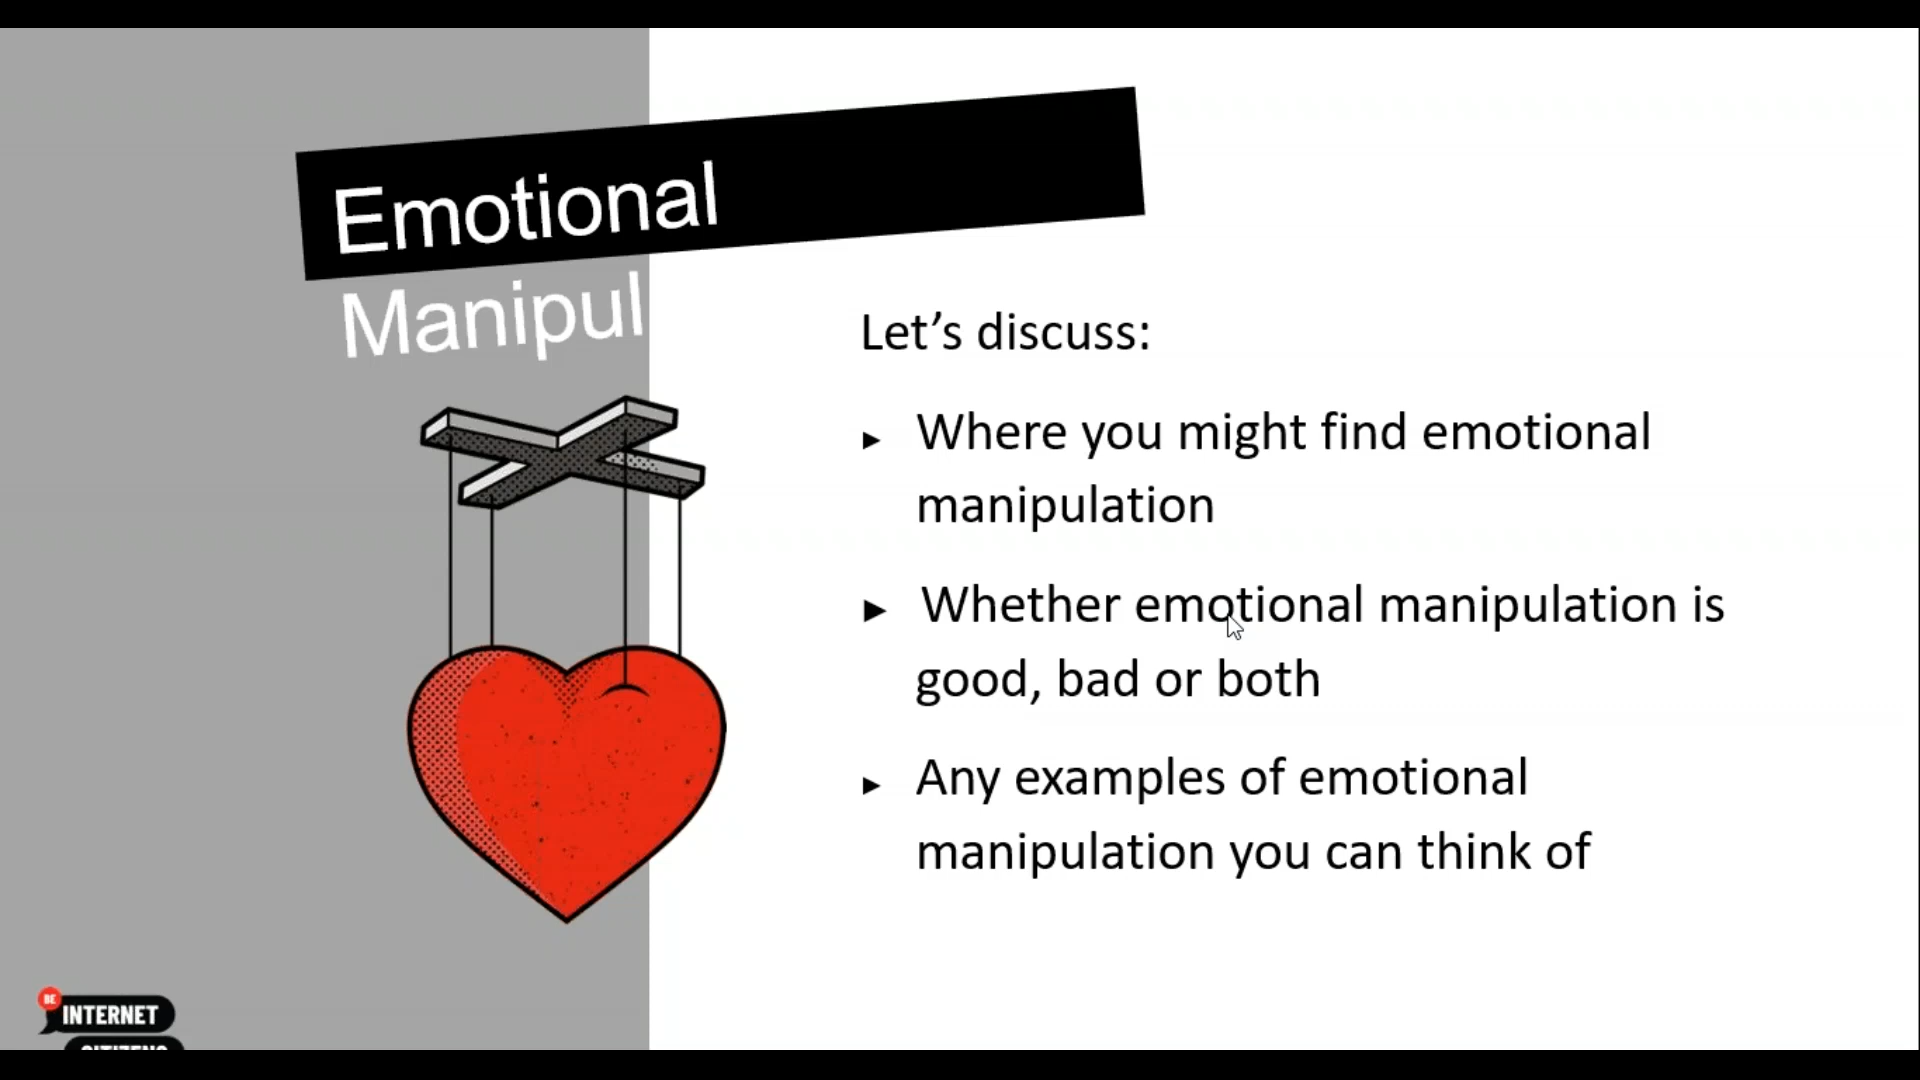 Emotional
Manipul
Let’s discuss:
► Where you might find emotional
manipulation
► Whether emotional manipulation is
good, bad or both
► Any examples of emotional
manipulation you can think of
BE
INTERNET
CITIZENS